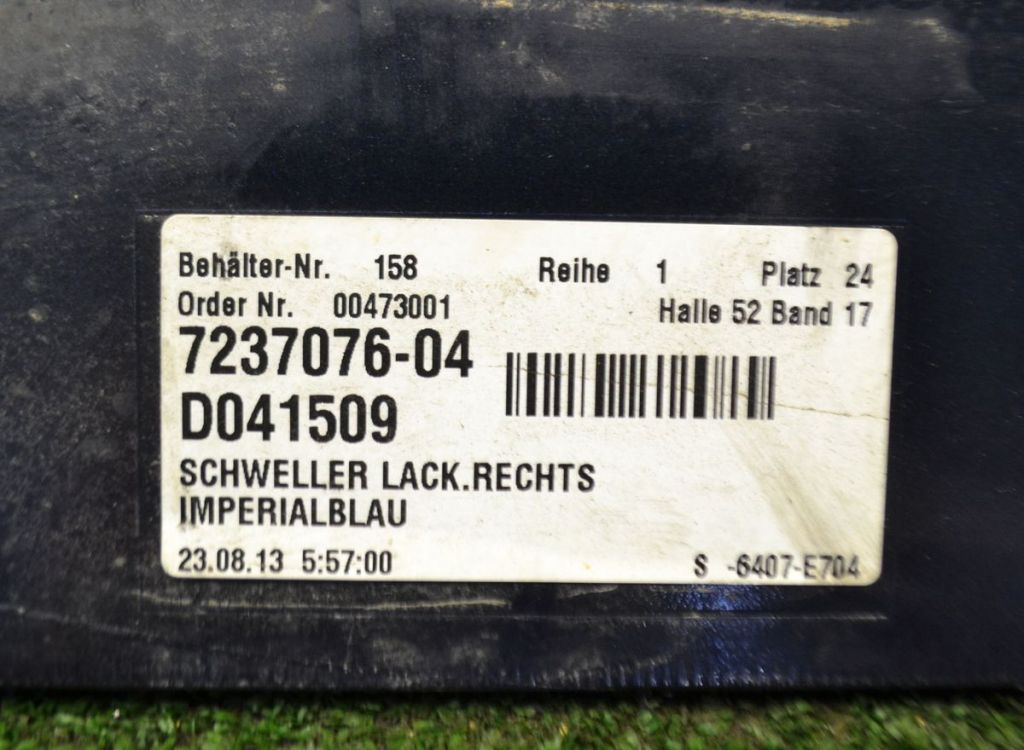 Behälter-Nr. 158 Reihe 1 Platz 24
Order Nr. 00473001 Halle 52 Band 17
7237076-04
D041509
SCHWELLER LACK.RECHTS
IMPERIALBLAU
23.08.13 5:57:00 S -6407-E704